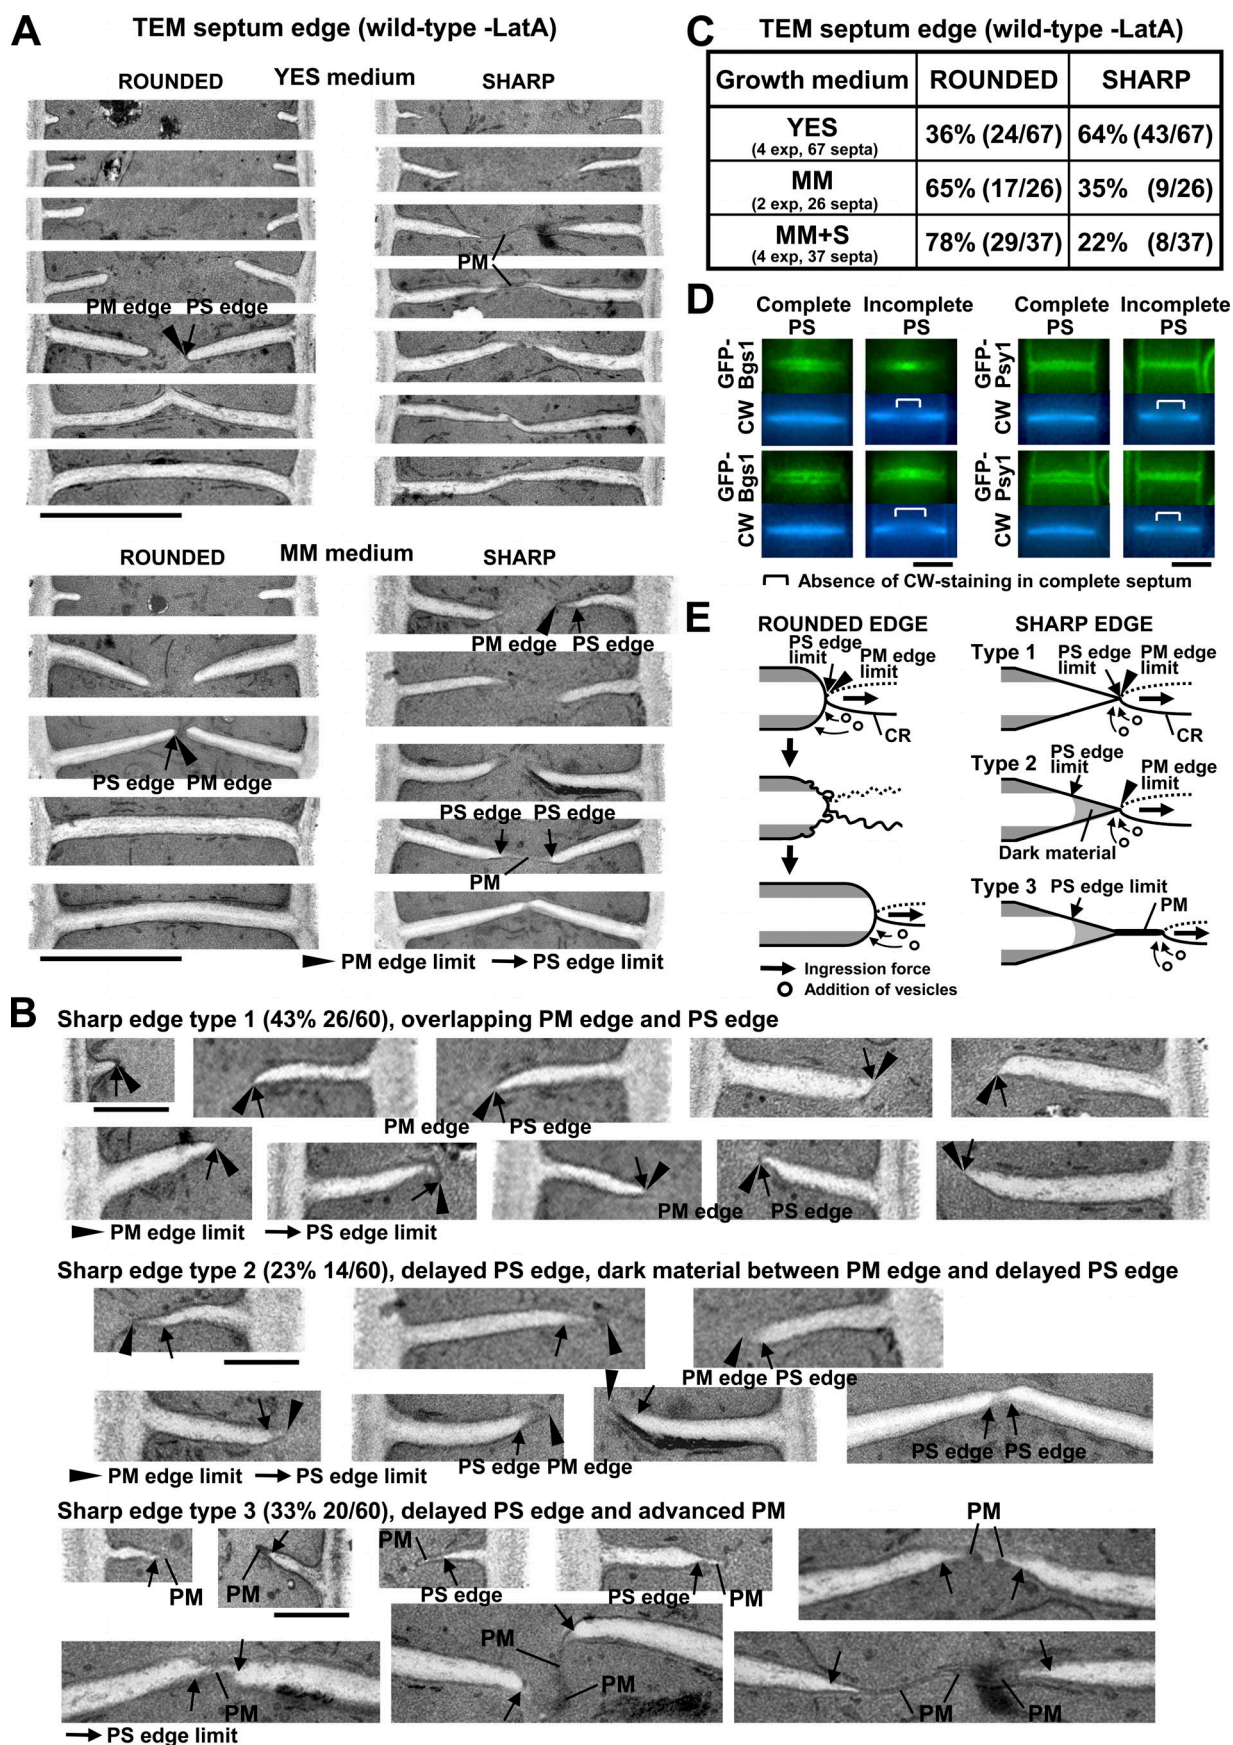 A
TEM septum edge (wild-type -LatA)
ROUNDED YES medium SHARP
PM
PM edge PS edge
ROUNDED MM medium SHARP
PM edge PS edge
PS edge PM edge
PS edge PS edge
PM
PM edge limit PS edge limit
C
TEM septum edge (wild-type -LatA)
Growth medium ROUNDED SHARP
YES 36% (24/67) 64% (43/67)
(4 exp, 67 septa)
MM 65% (17/26) 35% (9/26)
(2 exp, 26 septa)
MM+S 78% (29/37) 22% (8/37)
(4 exp, 37 septa)
D
Complete Incomplete Complete Incomplete
PS PS PS PS
GFP-
Bgs1
CW
GFP-
Psy1
CW
GFP-
Bgs1
CW
GFP-
Psy1
CW
Absence of CW-staining in complete septum
E
ROUNDED EDGE
PS edge
limit
PM edge
limit
CR
Ingression force
Addition of vesicles
SHARP EDGE
Type 1
PS edge
limit
PM edge
limit
CR
Type 2
PS edge
limit
PM edge
limit
Dark material
Type 3
PS edge limit
PM
B
Sharp edge type 1 (43% 26/60), overlapping PM edge and PS edge
PM edge PS edge
PM edge PS edge
PM edge limit PS edge limit
Sharp edge type 2 (23% 14/60), delayed PS edge, dark material between PM edge and delayed PS edge
PM edge PS edge
PS edge PM edge
PS edge PS edge
PM edge limit PS edge limit
Sharp edge type 3 (33% 20/60), delayed PS edge and advanced PM
PM
PM
PM
PS edge
PS edge
PM
PM
PM
PM
PM
PM
PM
PS edge limit